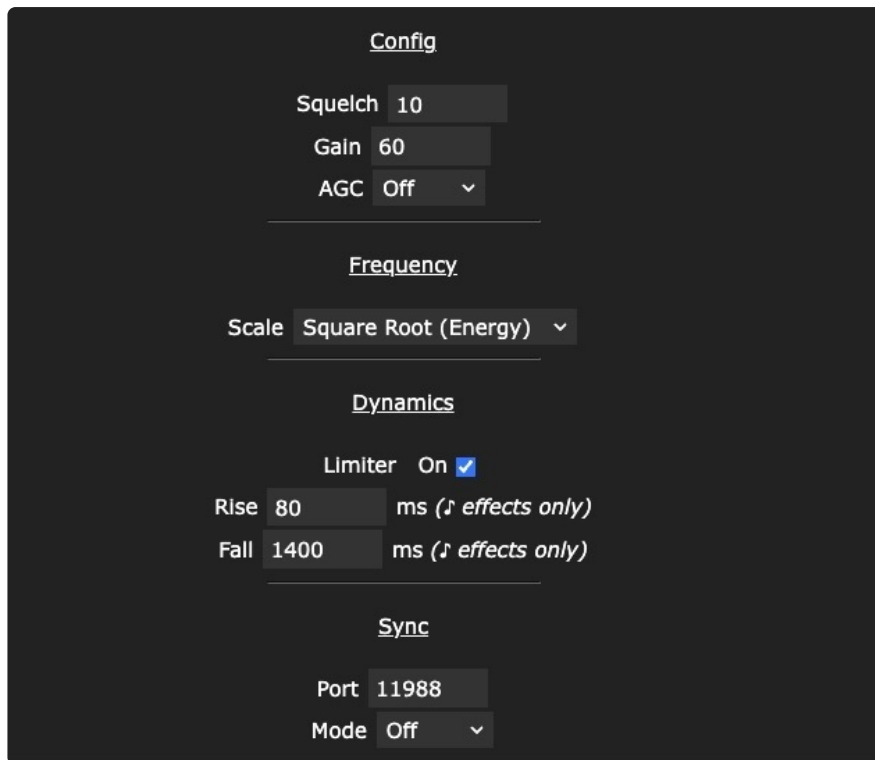 Config
Squelch 10
Gain 60
AGC Off
Frequency
Scale Square Root (Energy)
Dynamics
Limiter On
Rise 80 ms (♪ effects only)
Fall 1400 ms (♪ effects only)
Sync
Port 11988
Mode Off